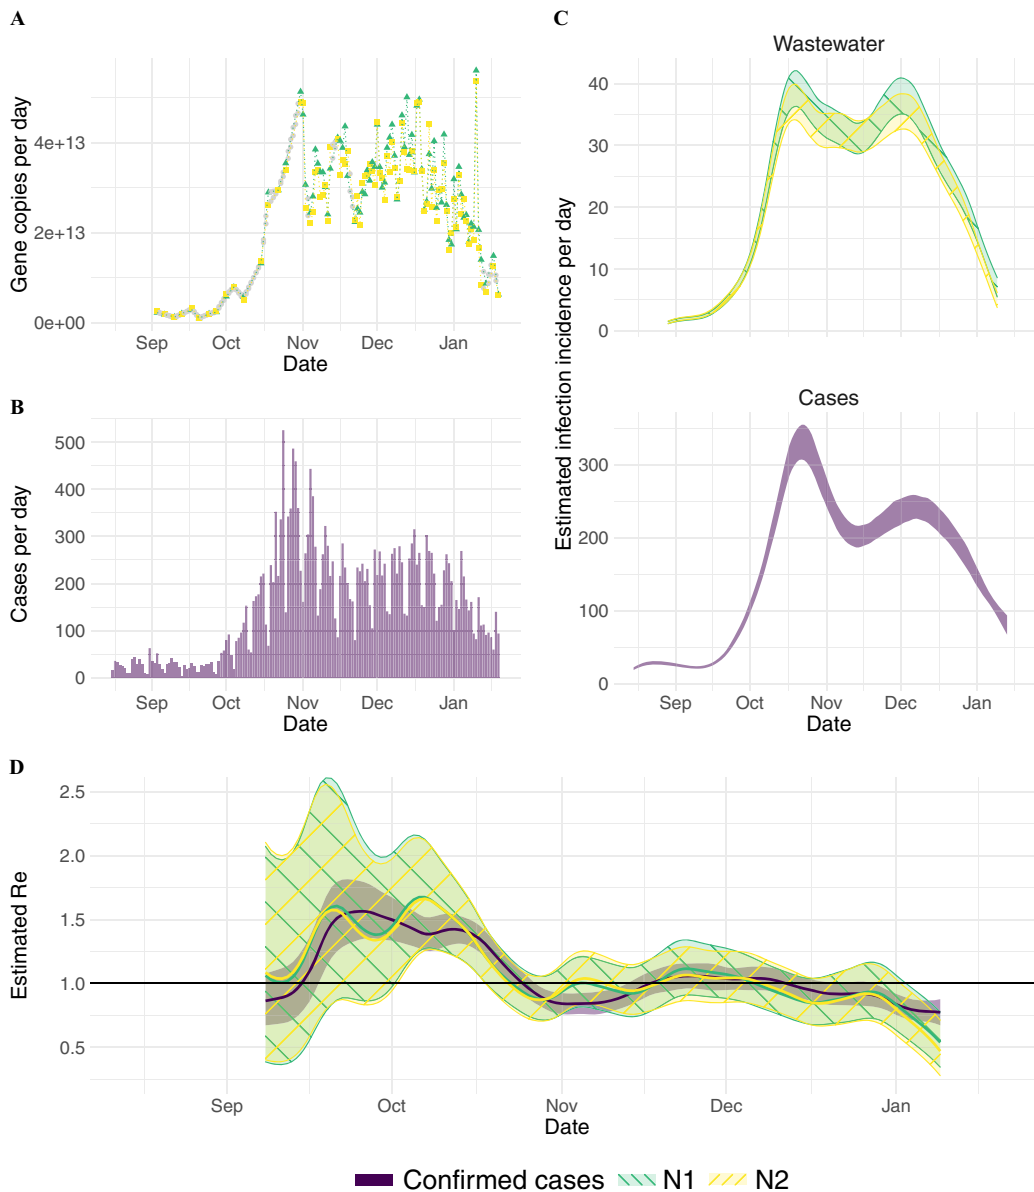 A
Gene copies per day
4e+13
2e+13
0e+00
Sep Oct Nov Dec Jan
Date
B
Cases per day
500
400
300
200
100
0
Sep Oct Nov Dec Jan
Date
C
Estimated infection incidence per day
Wastewater
40
30
20
10
0
Cases
300
200
100
0
Sep Oct Nov Dec Jan
Date
D
Estimated Re
2.5
2.0
1.5
1.0
0.5
Sep Oct Nov Dec Jan
Date
Confirmed cases N1 N2